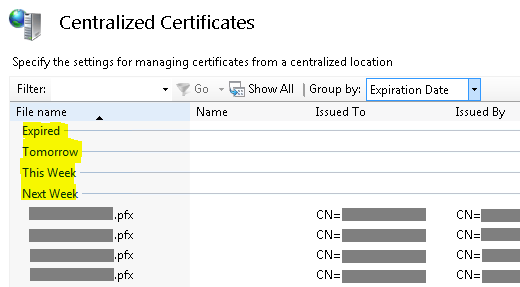 Centralized Certificates
Specify the settings for managing certificates from a centralized location
Filter: Go Show All Group by: Expiration Date
File name Name Issued To Issued By
Expired
Tomorrow
This Week
Next Week
.pfx CN= CN=
.pfx CN= CN=
.pfx CN= CN=
.pfx CN= CN=